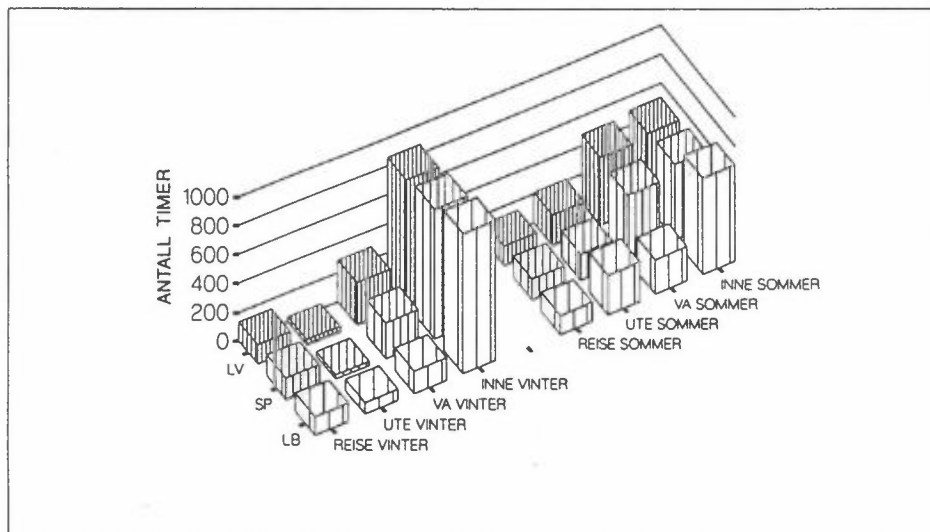 ANTALL TIMER
1000
800
600
400
200
0
LV
SP
LB
REISE VINTER
UTE VINTER
VA VINTER
INNE VINTER
REISE SOMMER
UTE SOMMER
VA SOMMER
INNE SOMMER